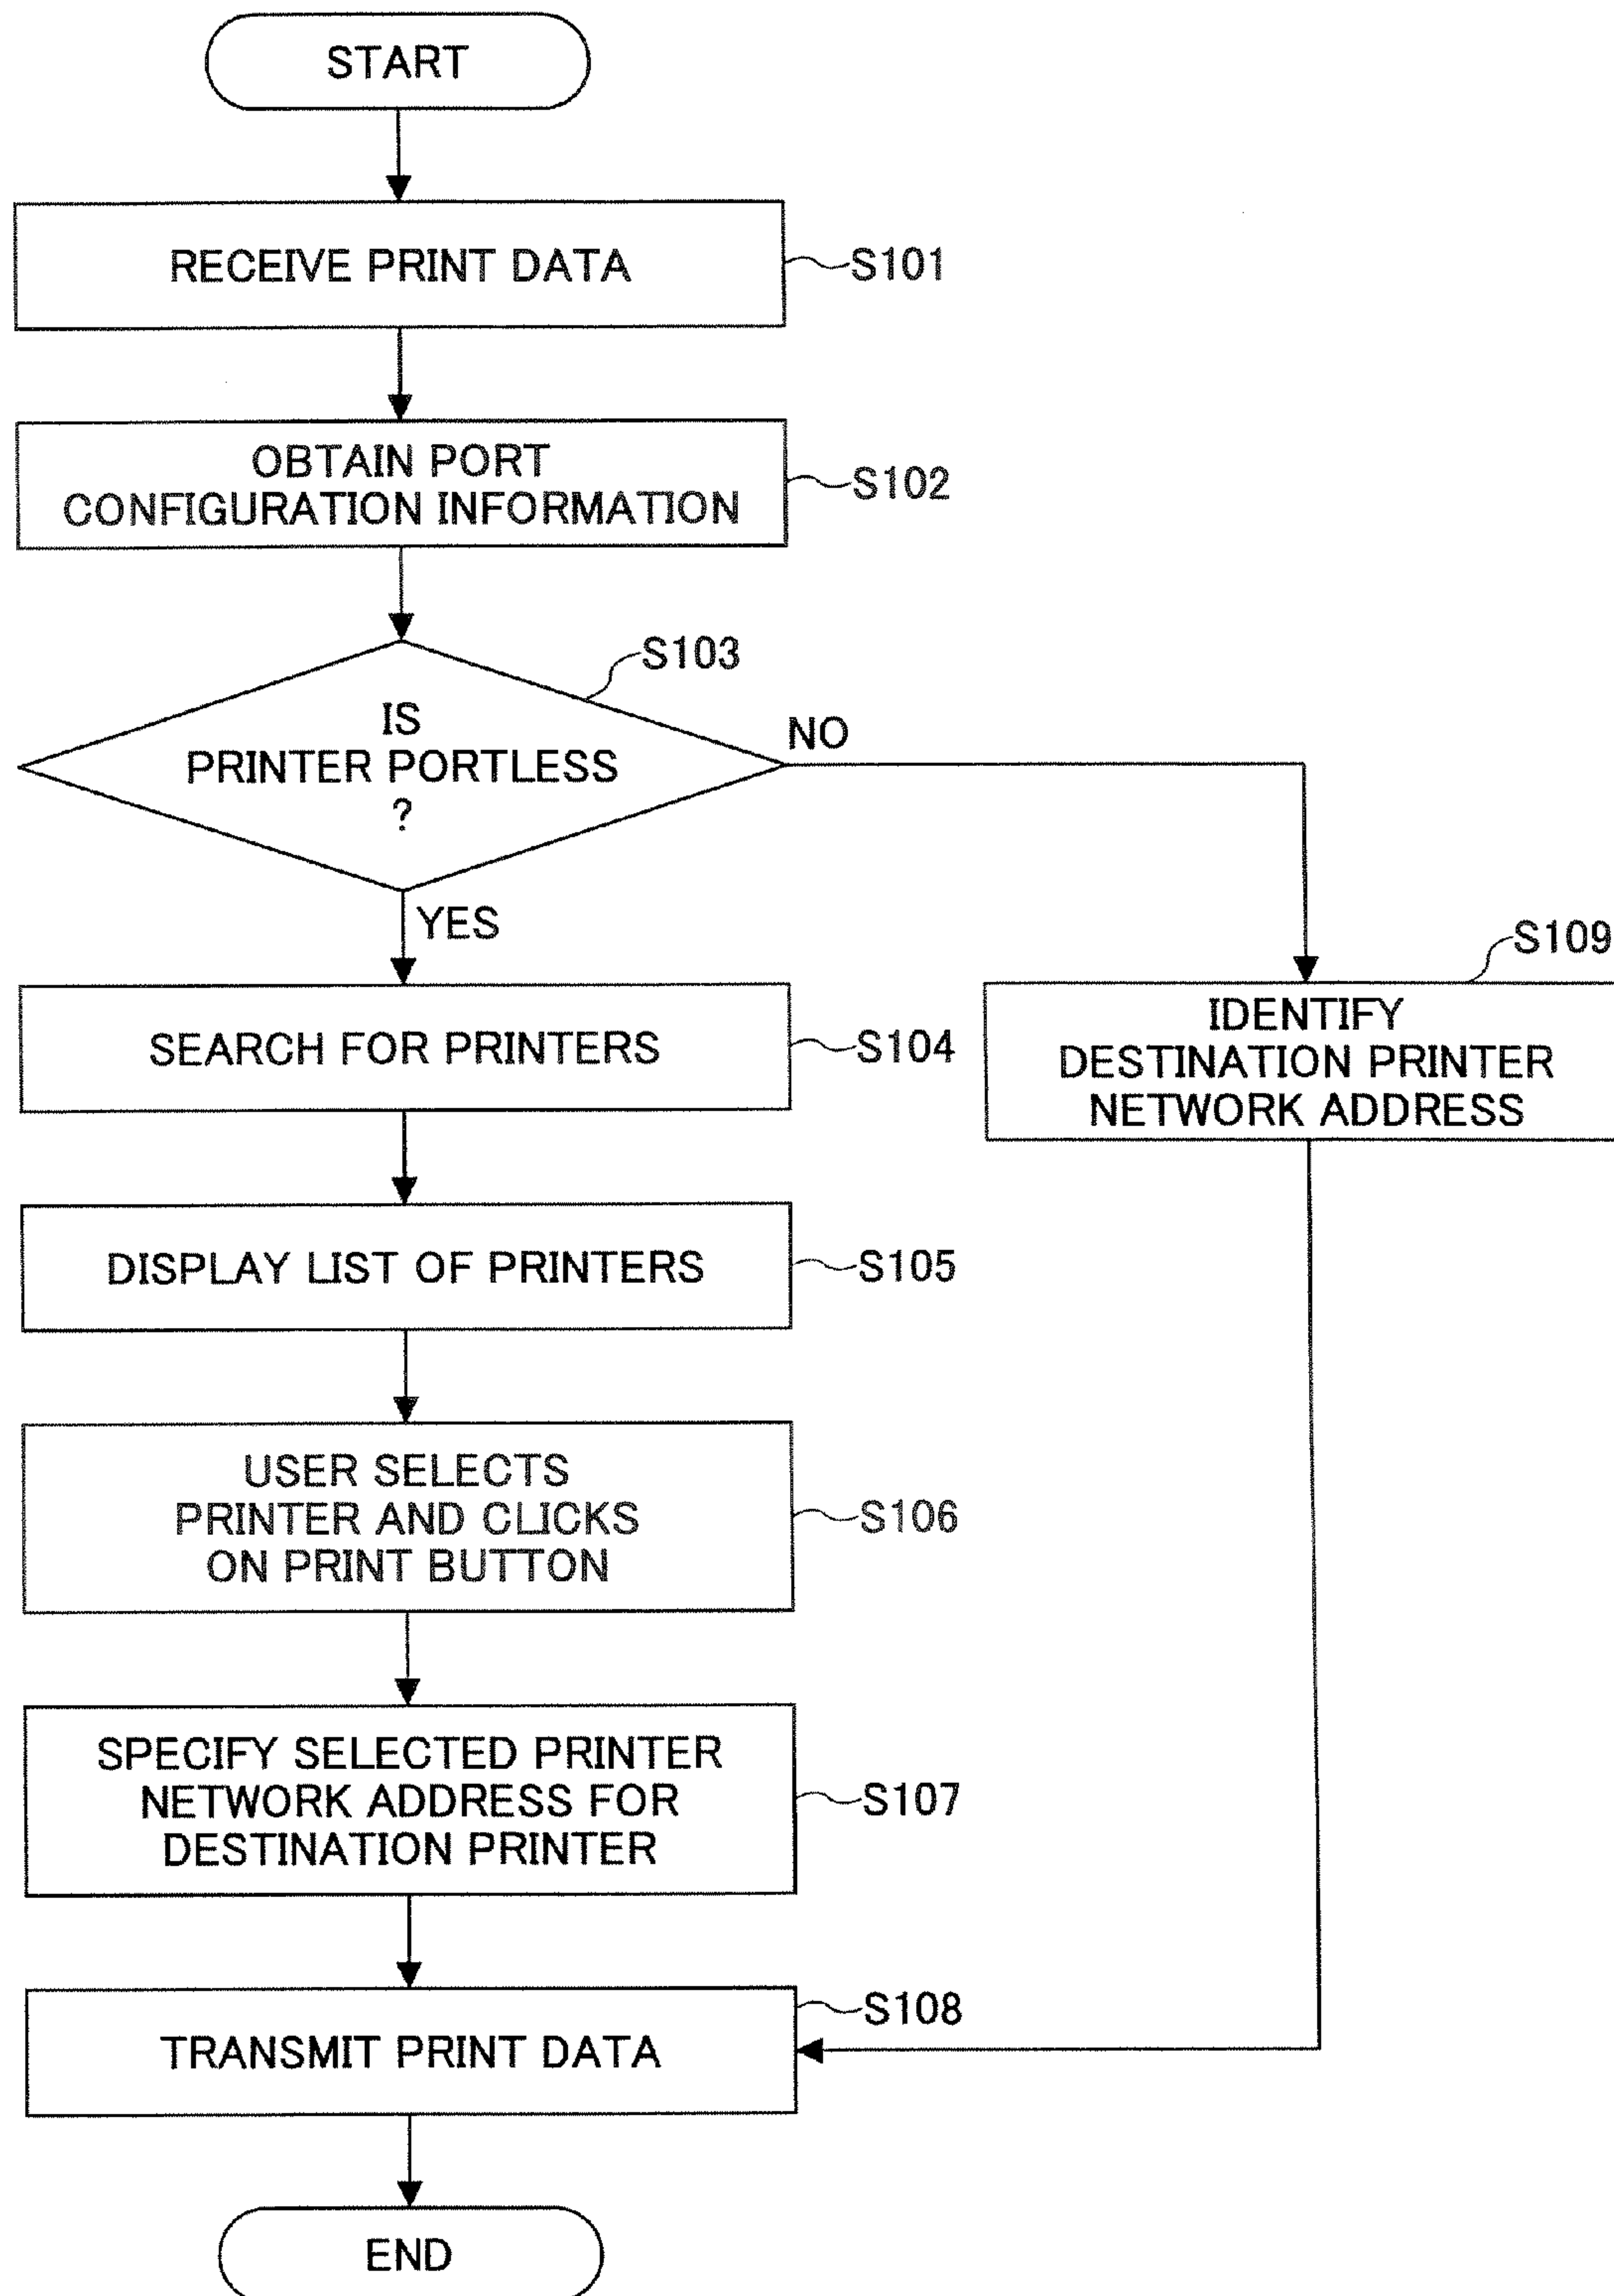 START
RECEIVE PRINT DATA
S101
OBTAIN PORT
CONFIGURATION INFORMATION
S102
S103
IS
PRINTER PORTLESS
?
NO
YES
SEARCH FOR PRINTERS
S104
S109
IDENTIFY
DESTINATION PRINTER
NETWORK ADDRESS
DISPLAY LIST OF PRINTERS
S105
USER SELECTS
PRINTER AND CLICKS
ON PRINT BUTTON
S106
SPECIFY SELECTED PRINTER
NETWORK ADDRESS FOR
DESTINATION PRINTER
S107
S108
TRANSMIT PRINT DATA
END